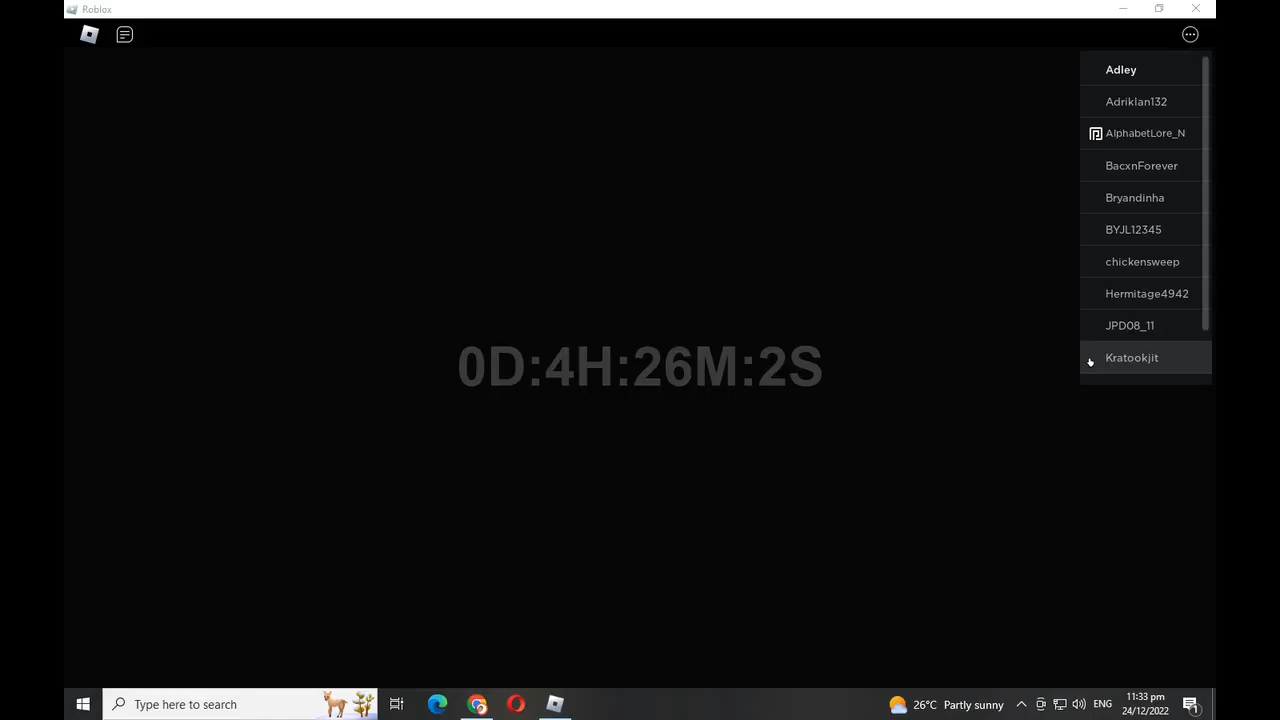 Roblox
Adley
Adriklan132
AlphabetLore_N
BacxnForever
Bryandinha
BYJL12345
chickensweep
Hermitage4942
JPD08_11
Kratookjit
0D:4H:26M:2S
Type here to search
26°C Partly sunny
ENG
11:33 pm
24/12/2022
1